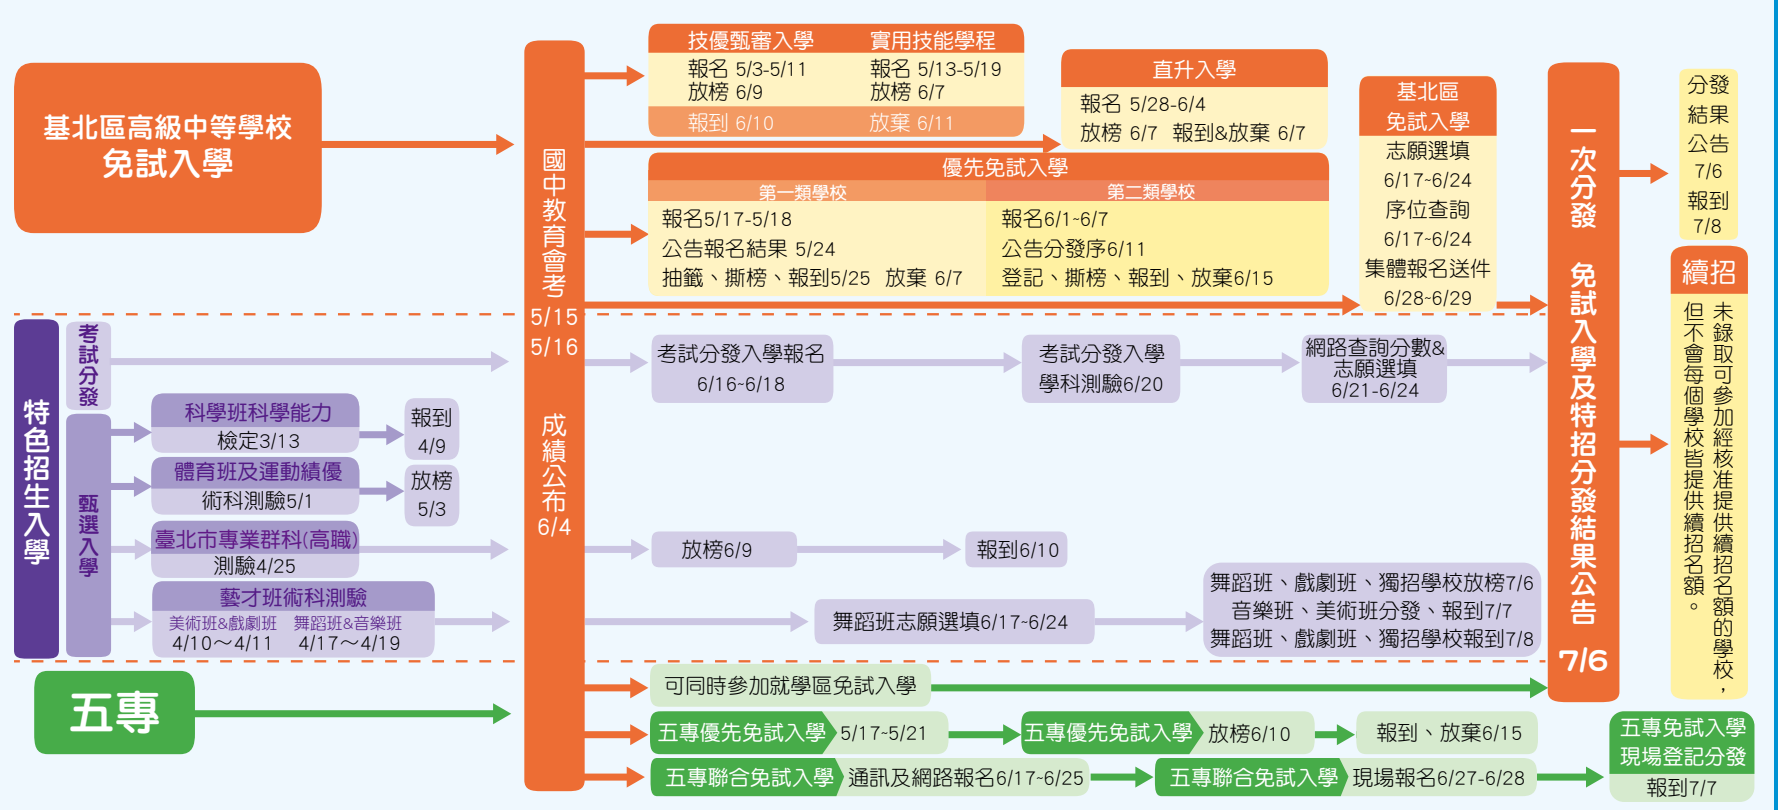 基北區高級中等學校
免試入學
國中教育會考
5/15
5/16
成績公布
6/4
技優甄審入學
報名 5/3-5/11
放榜 6/9
報到 6/10
實用技能學程
報名 5/13-5/19
放榜 6/7
放棄 6/11
直升入學
報名 5/28-6/4
放榜 6/7 報到&放棄 6/7
優先免試入學
第一類學校
報名5/17-5/18
公告報名結果 5/24
抽籤、撕榜、報到5/25 放棄 6/7
第二類學校
報名6/1~6/7
公告分發序6/11
登記、撕榜、報到、放棄6/15
基北區
免試入學
志願選填
6/17~6/24
序位查詢
6/17~6/24
集體報名送件
6/28~6/29
一次分發 免試入學及特招分發結果公告
7/6
分發
結果
公告
7/6
報到
7/8
續招
未錄取可參加經核准提供續招名額的學校，
但不會每個學校皆提供續招名額。
特色招生入學
考試分發
考試分發入學報名
6/16~6/18
考試分發入學
學科測驗6/20
網路查詢分數&
志願選填
6/21-6/24
甄選入學
科學班科學能力
檢定3/13
報到
4/9
體育班及運動績優
術科測驗5/1
放榜
5/3
臺北市專業群科(高職)
測驗4/25
放榜6/9
報到6/10
藝才班術科測驗
美術班&戲劇班
4/10～4/11
舞蹈班&音樂班
4/17～4/19
舞蹈班志願選填6/17~6/24
舞蹈班、戲劇班、獨招學校放榜7/6
音樂班、美術班分發、報到7/7
舞蹈班、戲劇班、獨招學校報到7/8
五專
可同時參加就學區免試入學
五專優先免試入學 5/17~5/21
五專優先免試入學 放榜6/10
報到、放棄6/15
五專聯合免試入學 通訊及網路報名6/17~6/25
五專聯合免試入學 現場報名6/27-6/28
五專免試入學
現場登記分發
報到7/7